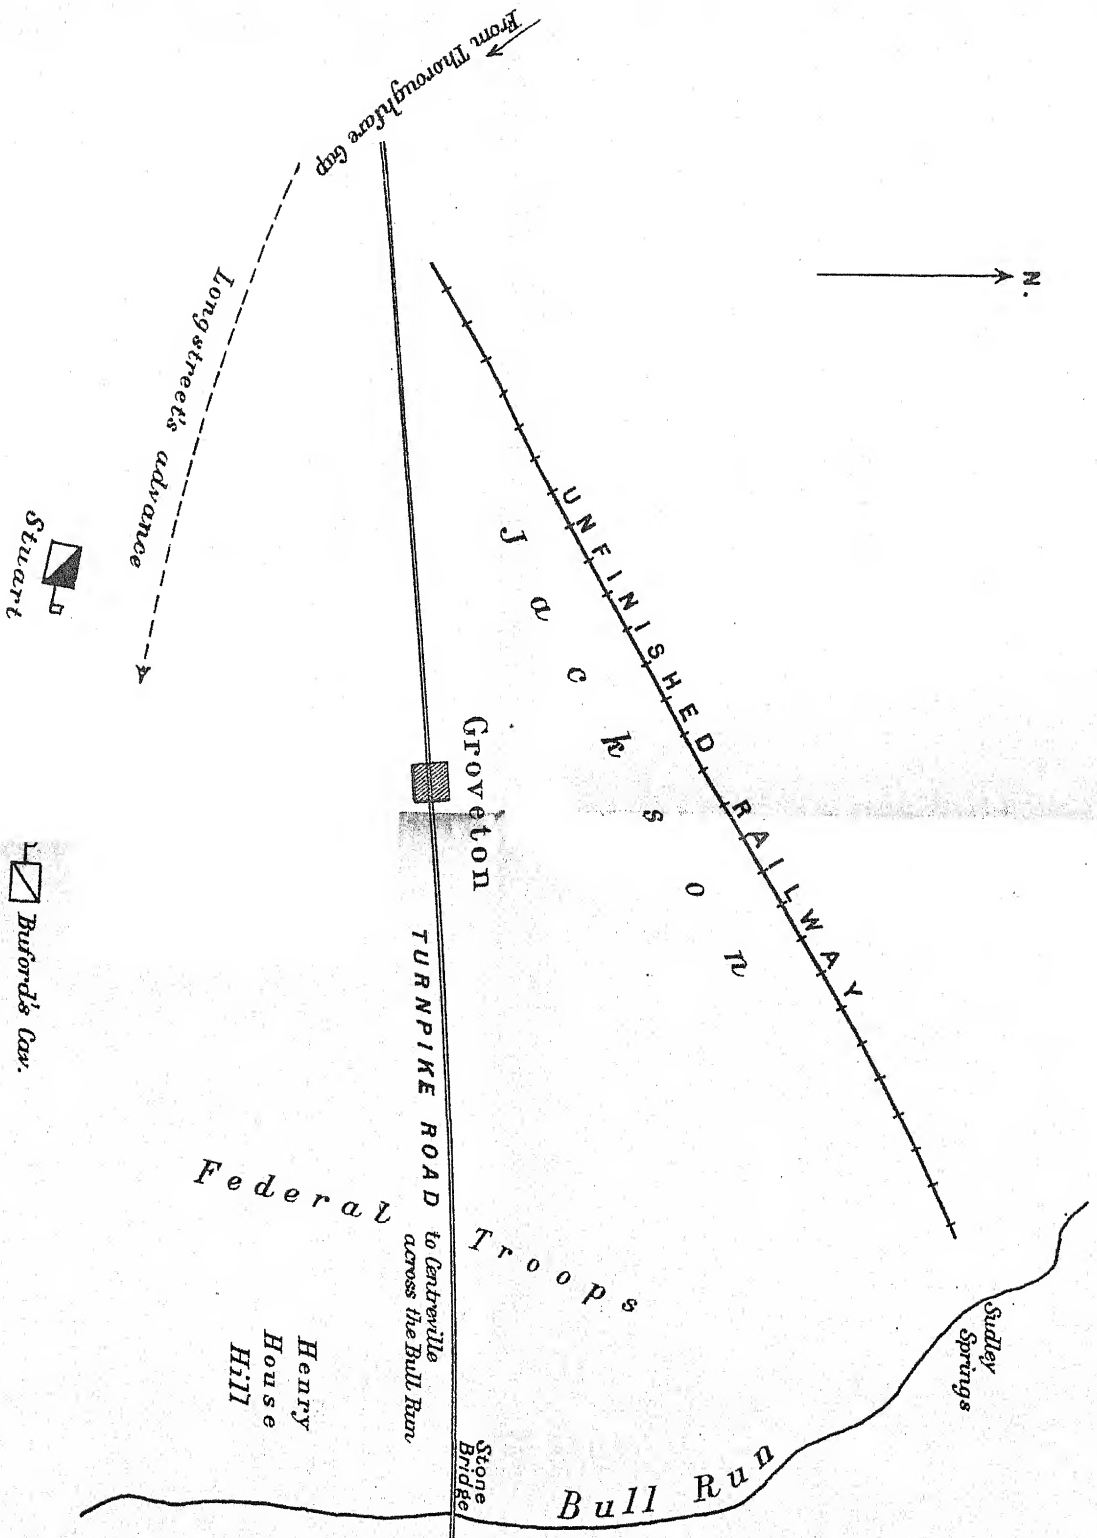 N.
From Thoroughfare Gap
Longstreet's advance
Stuart
UNFINISHED RAILWAY
Jackson
Groveton
Buford's Cav.
TURNPIKE ROAD to Centreville
across the Bull Run
Federal Troops
Henry
House
Hill
Sudley
Springs
Stone
Bridge
Bull Run